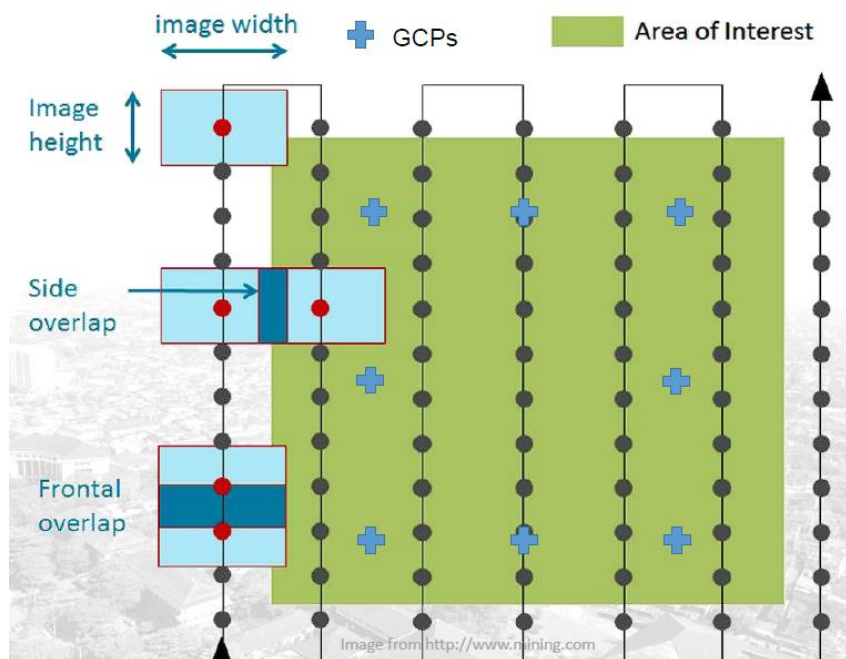 image width
GCPs
Area of Interest
Image
height
Side
overlap
Frontal
overlap
Image from http://www.mining.com